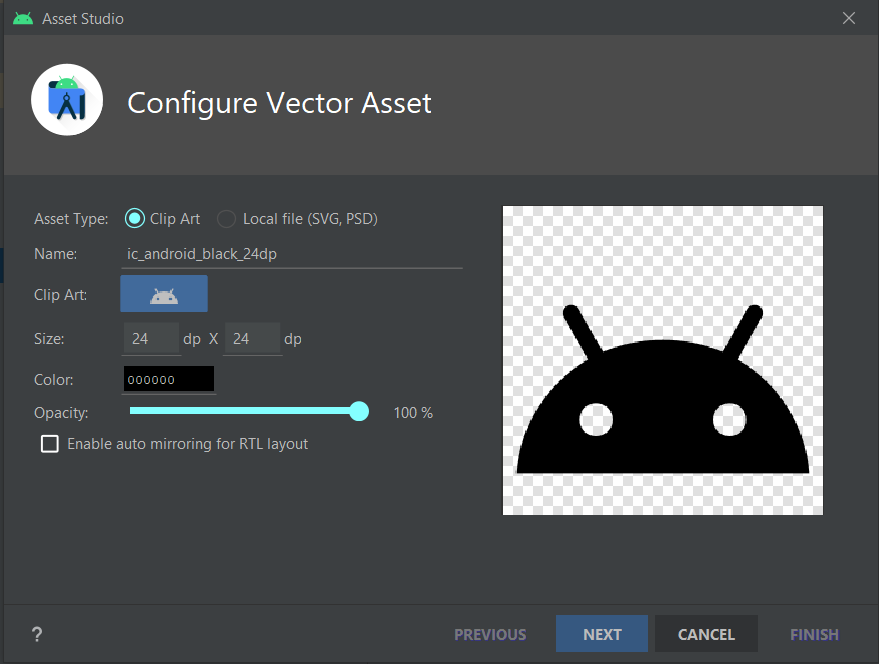 Asset Studio
Configure Vector Asset
Asset Type: Clip Art Local file (SVG, PSD)
Name: ic_android_black_24dp
Clip Art:
Size: 24 dp X 24 dp
Color: 000000
Opacity: 100 %
Enable auto mirroring for RTL layout
? PREVIOUS NEXT CANCEL FINISH